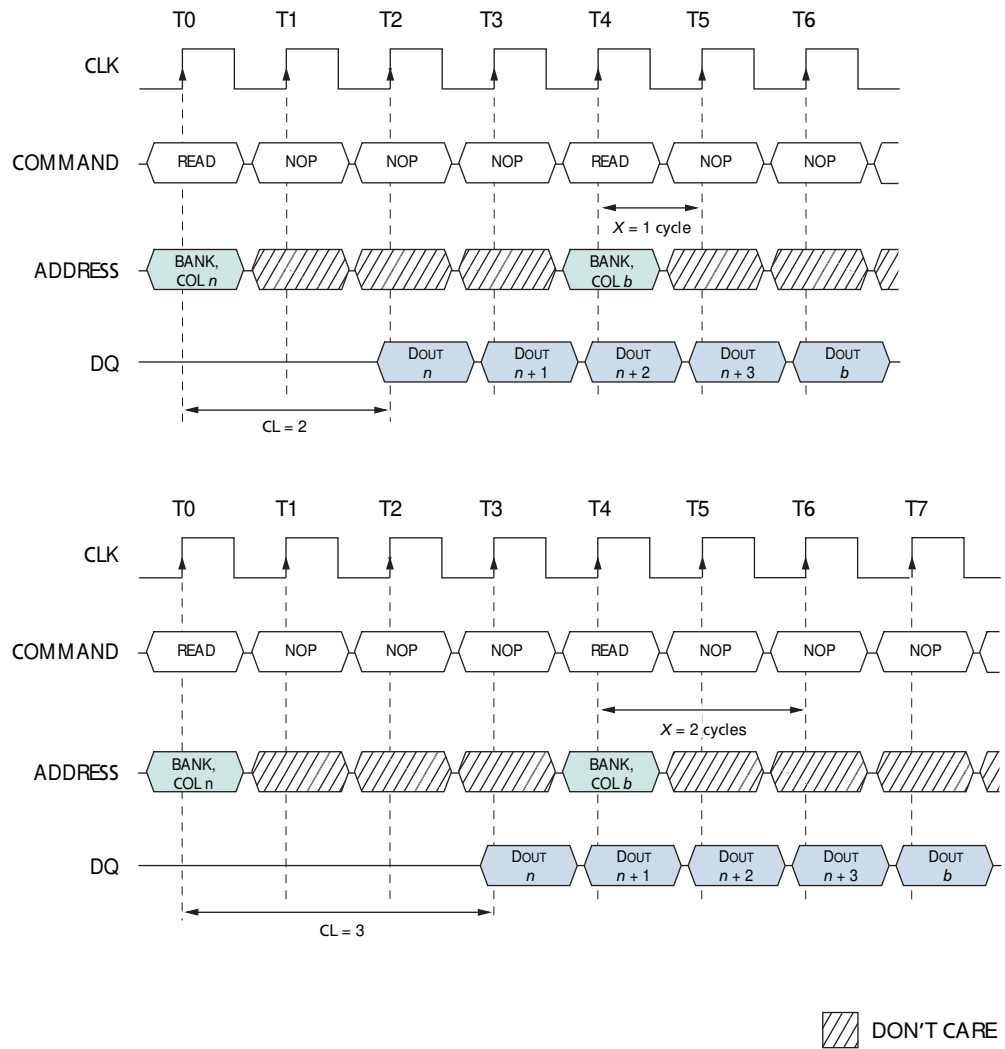 T0 T1 T2 T3 T4 T5 T6
CLK
COMMAND READ NOP NOP NOP READ NOP NOP
X = 1 cycle
ADDRESS BANK, COL n BANK, COL b
DQ DOUT n DOUT n + 1 DOUT n + 2 DOUT n + 3 DOUT b
CL = 2
T0 T1 T2 T3 T4 T5 T6 T7
CLK
COMMAND READ NOP NOP NOP READ NOP NOP NOP
X = 2 cycles
ADDRESS BANK, COL n BANK, COL b
DQ DOUT n DOUT n + 1 DOUT n + 2 DOUT n + 3 DOUT b
CL = 3
DON'T CARE